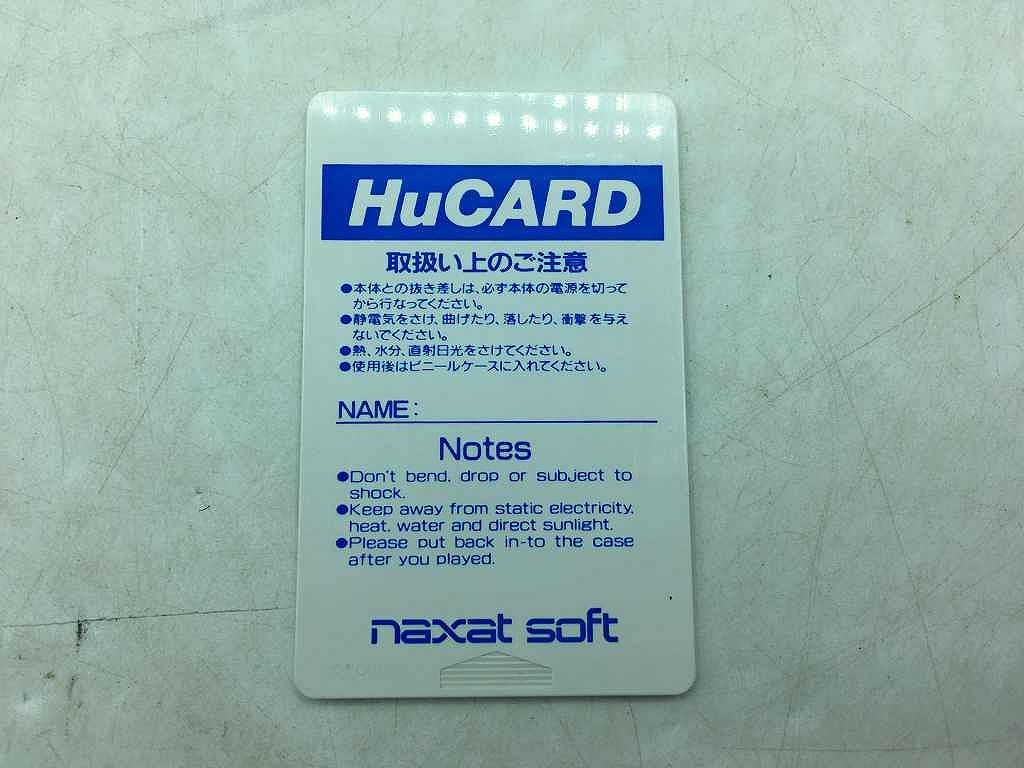 HuCARD
取扱い上のご注意
●本体との抜き差しは、必ず本体の電源を切って
から行なってください。
●静電気をさけ、曲げたり、落したり、衝撃を与え
ないでください。
●熱、水分、直射日光をさけてください。
●使用後はビニールケースに入れてください。
NAME:
Notes
●Don't bend, drop or subject to
shock.
●Keep away from static electricity,
heat, water and direct sunlight.
●Please put back in-to the case
after you played.
naxat soft